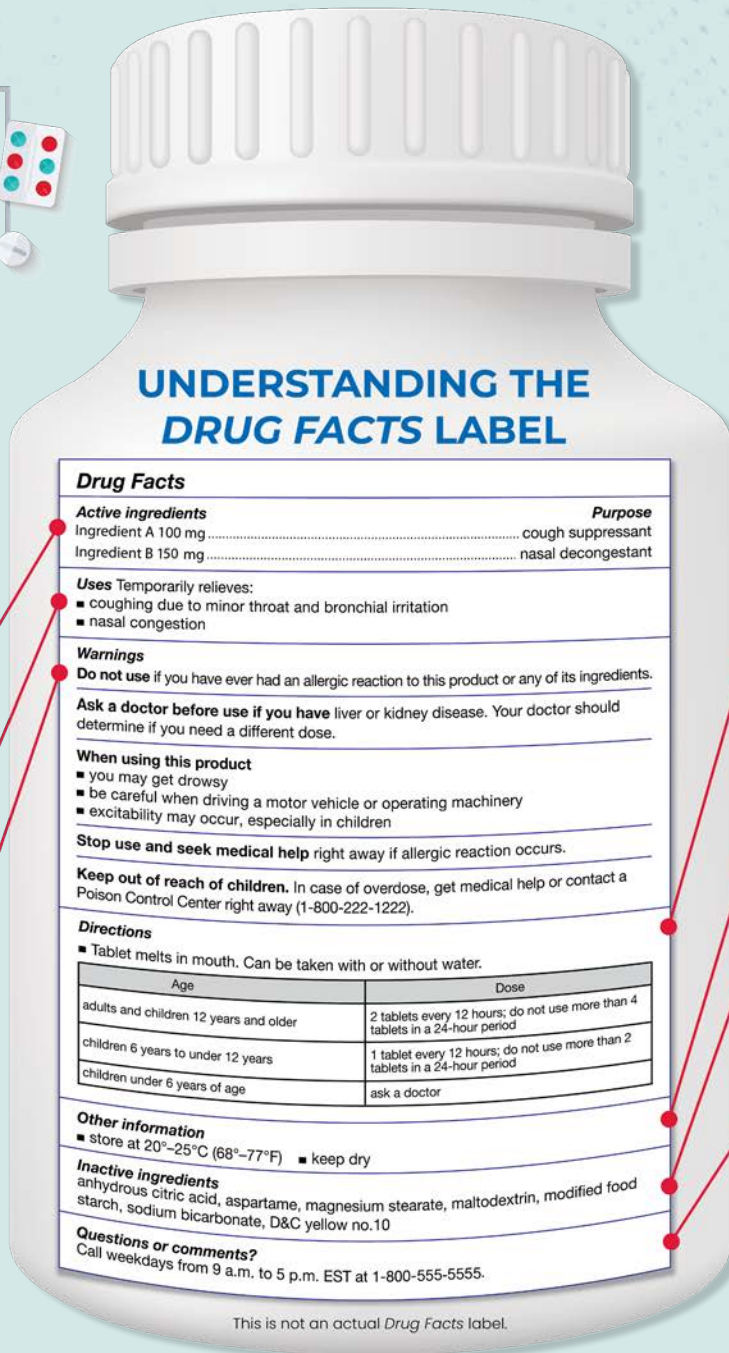 UNDERSTANDING THE
DRUG FACTS LABEL
Drug Facts
Active ingredients Purpose
Ingredient A 100 mg ........ cough suppressant
Ingredient B 150 mg ........ nasal decongestant
Uses Temporarily relieves:
■ coughing due to minor throat and bronchial irritation
■ nasal congestion
Warnings
Do not use if you have ever had an allergic reaction to this product or any of its ingredients.
Ask a doctor before use if you have liver or kidney disease. Your doctor should
determine if you need a different dose.
When using this product
■ you may get drowsy
■ be careful when driving a motor vehicle or operating machinery
■ excitability may occur, especially in children
Stop use and seek medical help right away if allergic reaction occurs.
Keep out of reach of children. In case of overdose, get medical help or contact a
Poison Control Center right away (1-800-222-1222).
Directions
■ Tablet melts in mouth. Can be taken with or without water.
Age Dose
adults and children 12 years and older 2 tablets every 12 hours; do not use more than 4
tablets in a 24-hour period
children 6 years to under 12 years 1 tablet every 12 hours; do not use more than 2
tablets in a 24-hour period
children under 6 years of age ask a doctor
Other information
■ store at 20°–25°C (68°–77°F) ■ keep dry
Inactive ingredients
anhydrous citric acid, aspartame, magnesium stearate, maltodextrin, modified food
starch, sodium bicarbonate, D&C yellow no.10
Questions or comments?
Call weekdays from 9 a.m. to 5 p.m. EST at 1-800-555-5555.
This is not an actual Drug Facts label.